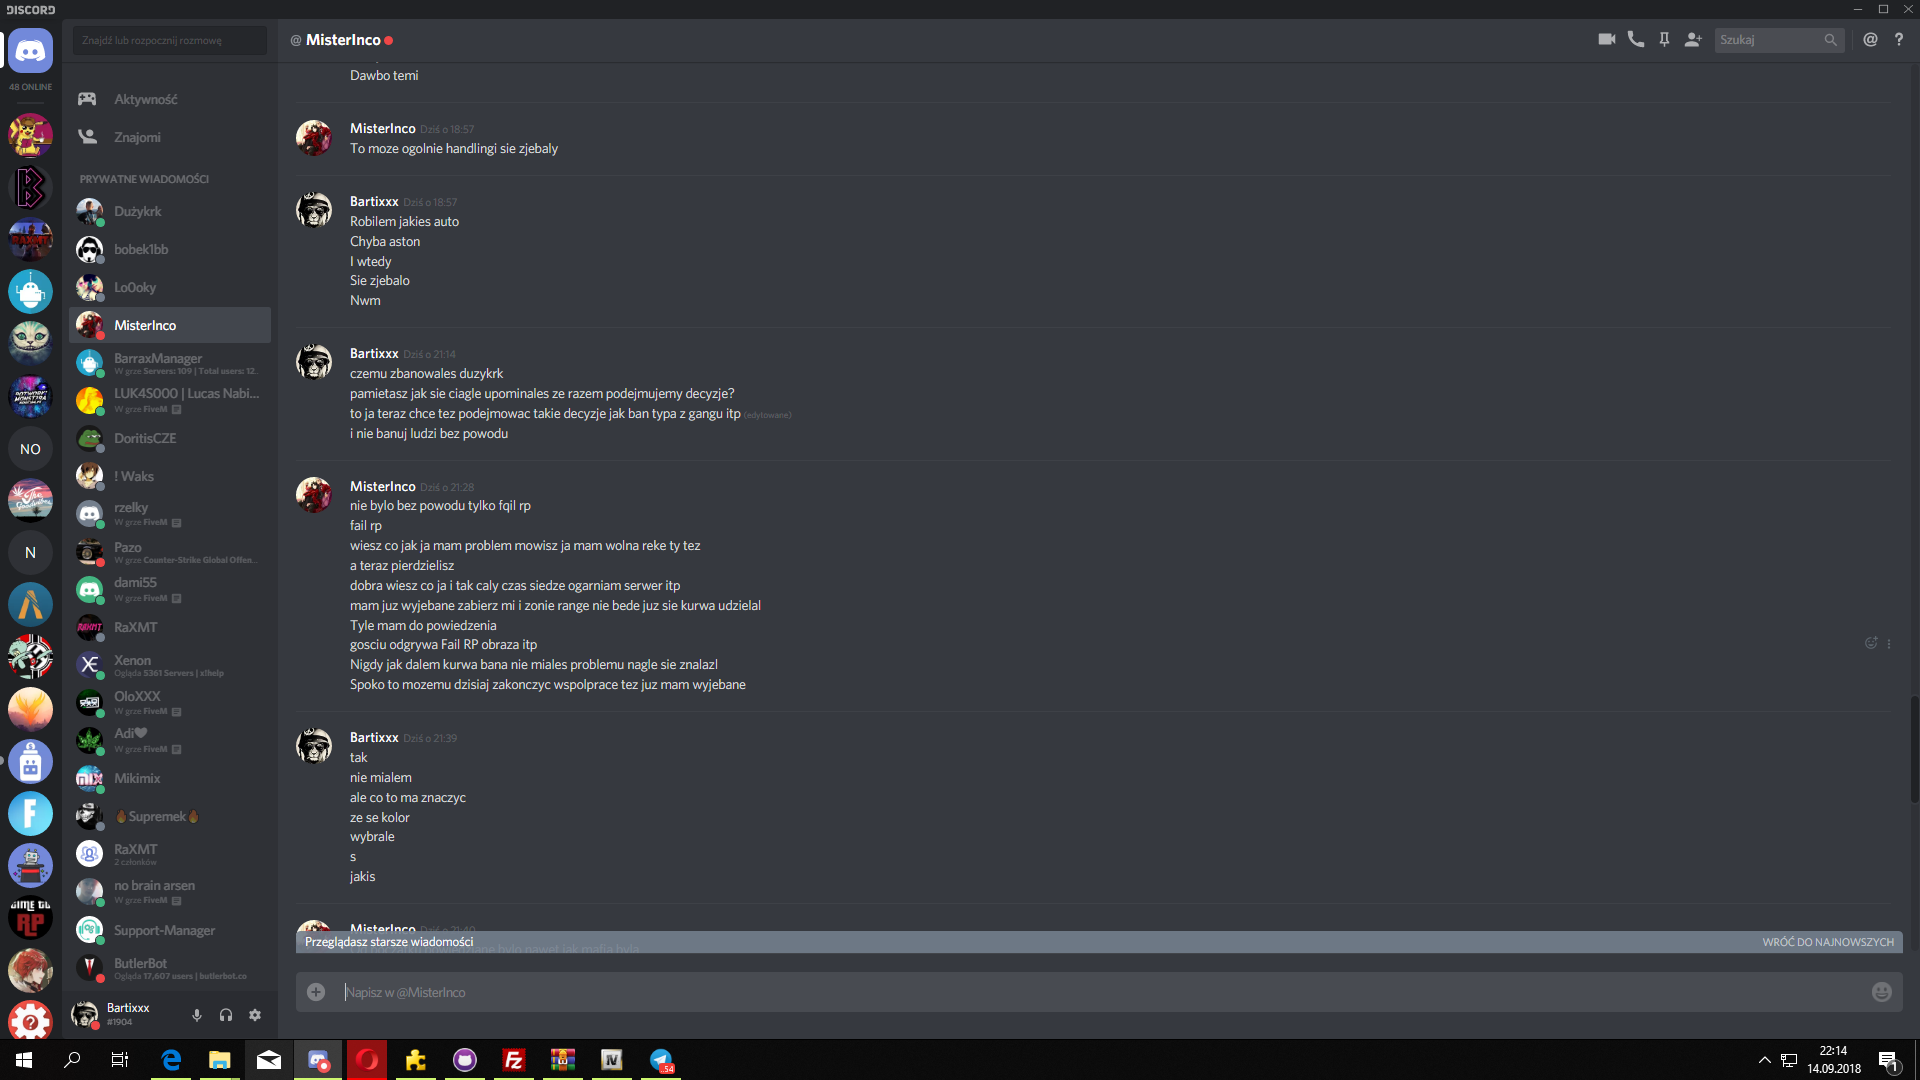 DISCORD
Znajdź lub rozpocznij rozmowę
@ MisterInco
Szukaj
48 ONLINE
Aktywność
Znajomi
PRYWATNE WIADOMOŚCI
Dużykrk
bobek1bb
Lo0oky
MisterInco
BarraxManager
W grze Servers: 109 | Total users: 12...
LUK4S000 | Lucas Nabi...
W grze FiveM
DoritisCZE
! Waks
rzelky
W grze FiveM
Pazo
W grze Counter-Strike Global Offen...
dami55
W grze FiveM
RaXMT
Xenon
Ogląda 5361 Servers | x!help
OloXXX
W grze FiveM
Adi🖤
W grze FiveM
Mikimix
Supremek
RaXMT
2 członków
no brain arsen
W grze FiveM
Support-Manager
ButlerBot
Ogląda 17,607 users | butlerbot.co
Bartixxx
#1904
NO
N
Dawbo temi
MisterInco Dziś o 18:57
To moze ogolnie handlingi sie zjebaly
Bartixxx Dziś o 18:57
Robilem jakies auto
Chyba aston
I wtedy
Sie zjebalo
Nwm
Bartixxx Dziś o 21:14
czemu zbanowales duzykrk
pamietasz jak sie ciagle upominales ze razem podejmujemy decyzje?
to ja teraz chce tez podejmowac takie decyzje jak ban typa z gangu itp (edytowane)
i nie banuj ludzi bez powodu
MisterInco Dziś o 21:28
nie bylo bez powodu tylko fqil rp
fail rp
wiesz co jak ja mam problem mowisz ja mam wolna reke ty tez
a teraz pierdzielisz
dobra wiesz co ja i tak caly czas siedze ogarniam serwer itp
mam juz wyjebane zabierz mi i zonie range nie bede juz sie kurwa udzielal
Tyle mam do powiedzenia
gosciu odgrywa Fail RP obraza itp
Nigdy jak dalem kurwa bana nie miales problemu nagle sie znalazl
Spoko to mozemu dzisiaj zakonczyc wspolprace tez juz mam wyjebane
Bartixxx Dziś o 21:39
tak
nie mialem
ale co to ma znaczyc
ze se kolor
wybrale
s
jakis
MisterInco Dziś o 21:40
Przeglądasz starsze wiadomości
WRÓĆ DO NAJNOWSZYCH
Napisz w @MisterInco
22:14
14.09.2018